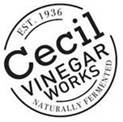 EST. 1936
Cecil
VINEGAR
WORKS
NATURALLY FERMENTED